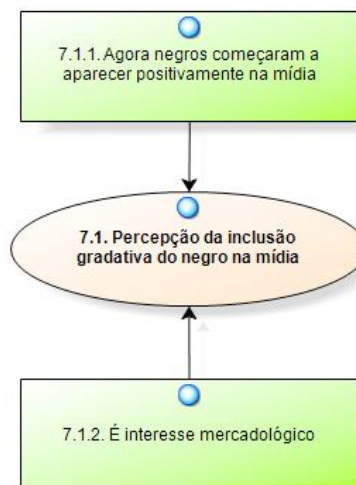 7.1.1. Agora negros começaram a
aparecer positivamente na mídia
7.1. Percepção da inclusão
gradativa do negro na mídia
7.1.2. É interesse mercadológico